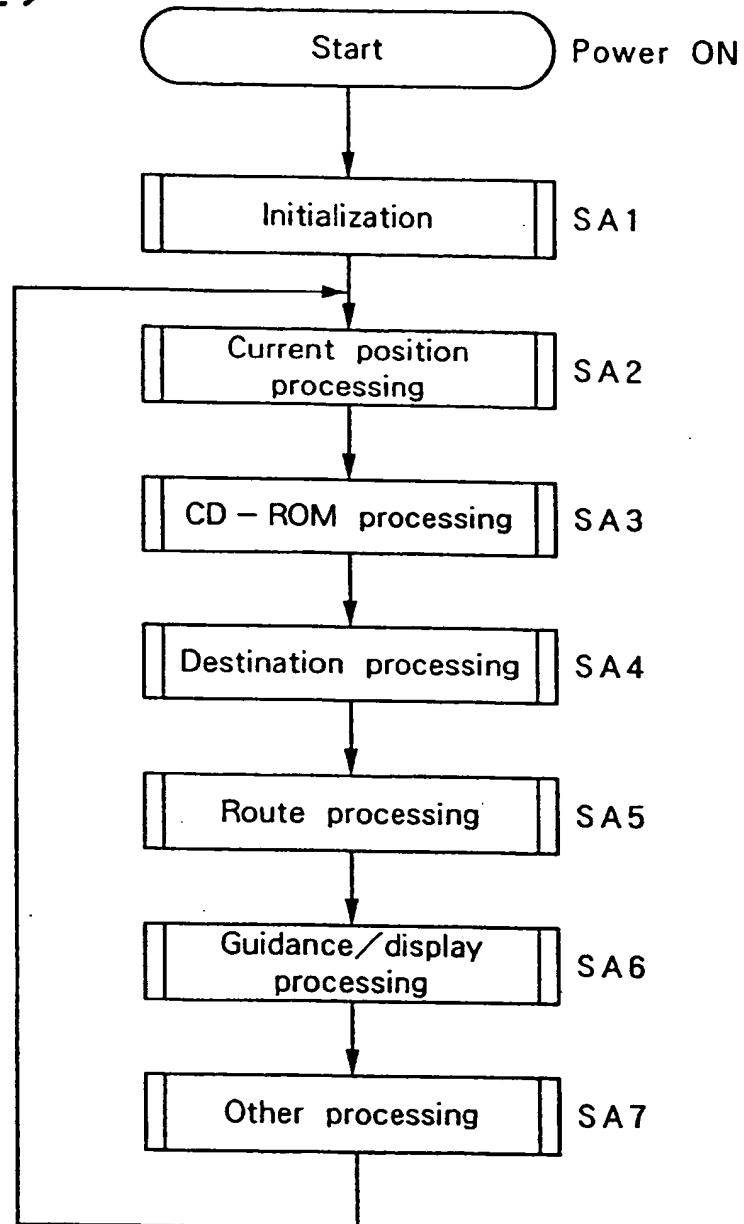 Start Power ON
Initialization SA1
Current position
processing SA2
CD-ROM processing SA3
Destination processing SA4
Route processing SA5
Guidance/display
processing SA6
Other processing SA7